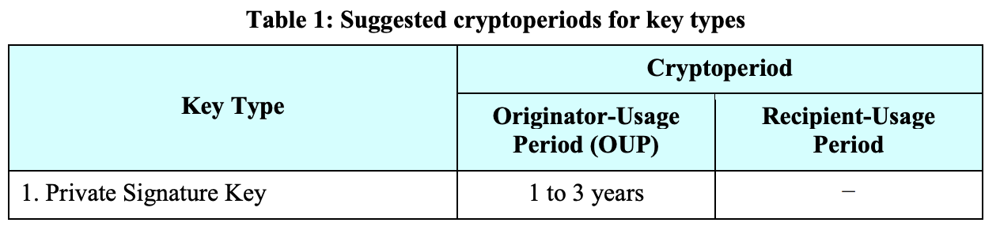 Table 1: Suggested cryptoperiods for key types
Key Type
Cryptoperiod
Originator-Usage
Period (OUP)
Recipient-Usage
Period
1. Private Signature Key
1 to 3 years
–